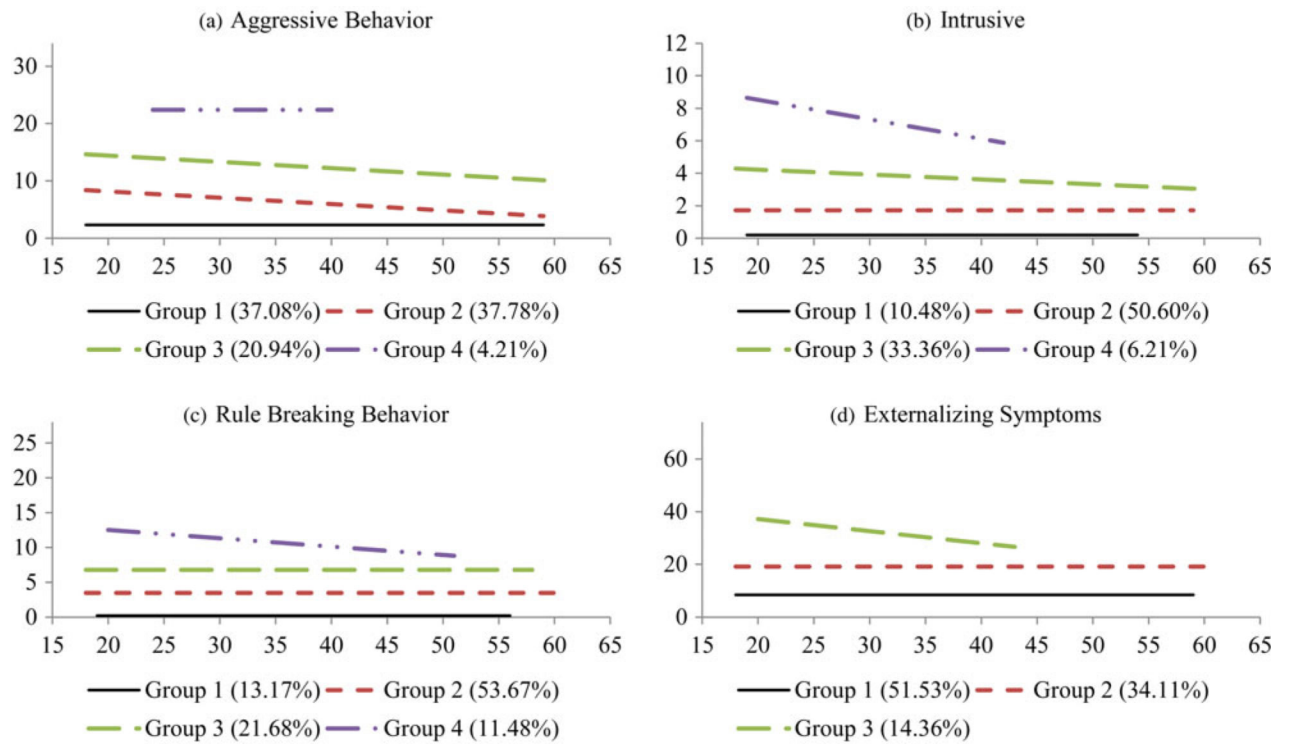 (a) Aggressive Behavior
30
20
10
0
15 20 25 30 35 40 45 50 55 60 65
Group 1 (37.08%) Group 2 (37.78%)
Group 3 (20.94%) Group 4 (4.21%)
(b) Intrusive
12
10
8
6
4
2
0
15 20 25 30 35 40 45 50 55 60 65
Group 1 (10.48%) Group 2 (50.60%)
Group 3 (33.36%) Group 4 (6.21%)
(c) Rule Breaking Behavior
25
20
15
10
5
0
15 20 25 30 35 40 45 50 55 60 65
Group 1 (13.17%) Group 2 (53.67%)
Group 3 (21.68%) Group 4 (11.48%)
(d) Externalizing Symptoms
60
40
20
0
15 20 25 30 35 40 45 50 55 60 65
Group 1 (51.53%) Group 2 (34.11%)
Group 3 (14.36%)